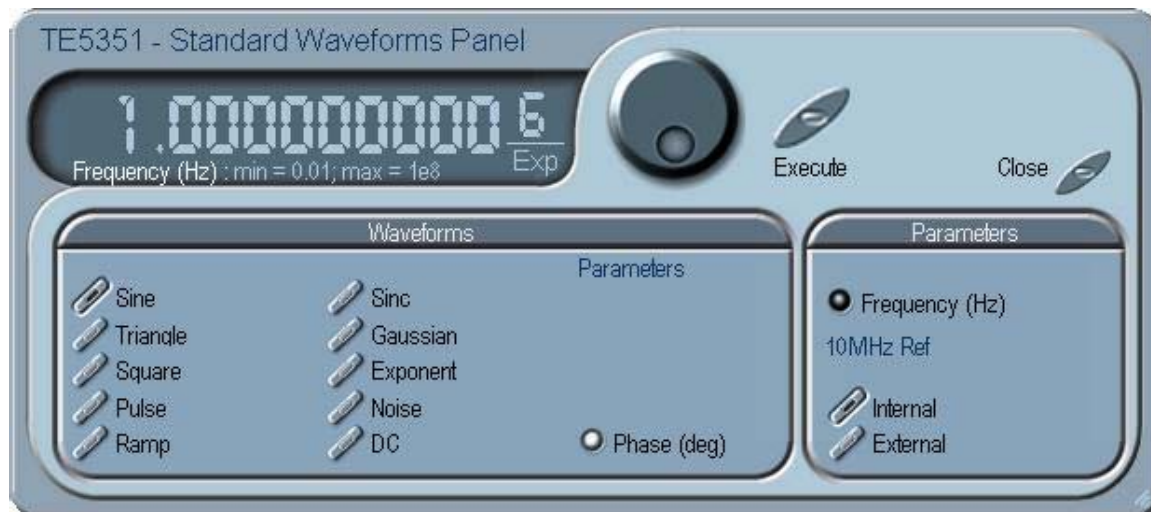 TE5351 - Standard Waveforms Panel
1.000000000 6
Exp
Frequency (Hz) : min = 0.01; max = 1e8
Execute
Close
Waveforms
Parameters
Sine
Triangle
Square
Pulse
Ramp
Sinc
Gaussian
Exponent
Noise
DC
Phase (deg)
Parameters
Frequency (Hz)
10MHz Ref
Internal
External